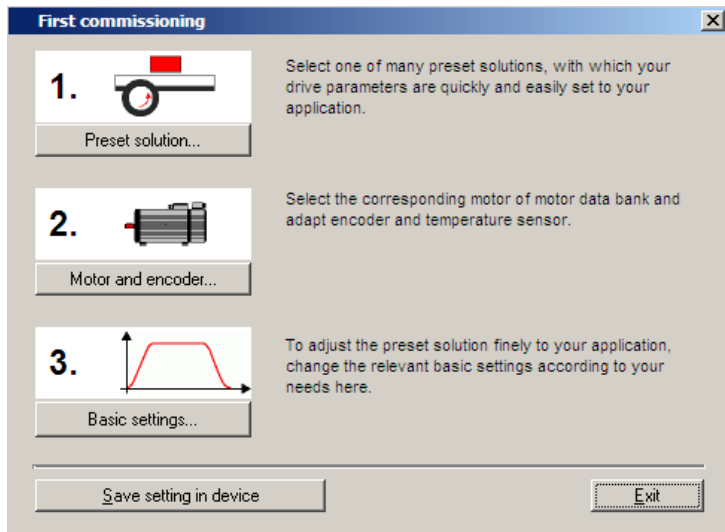 First commissioning
1.
Select one of many preset solutions, with which your
drive parameters are quickly and easily set to your
application.
Preset solution...
2.
Select the corresponding motor of motor data bank and
adapt encoder and temperature sensor.
Motor and encoder...
3.
To adjust the preset solution finely to your application,
change the relevant basic settings according to your
needs here.
Basic settings...
Save setting in device
Exit